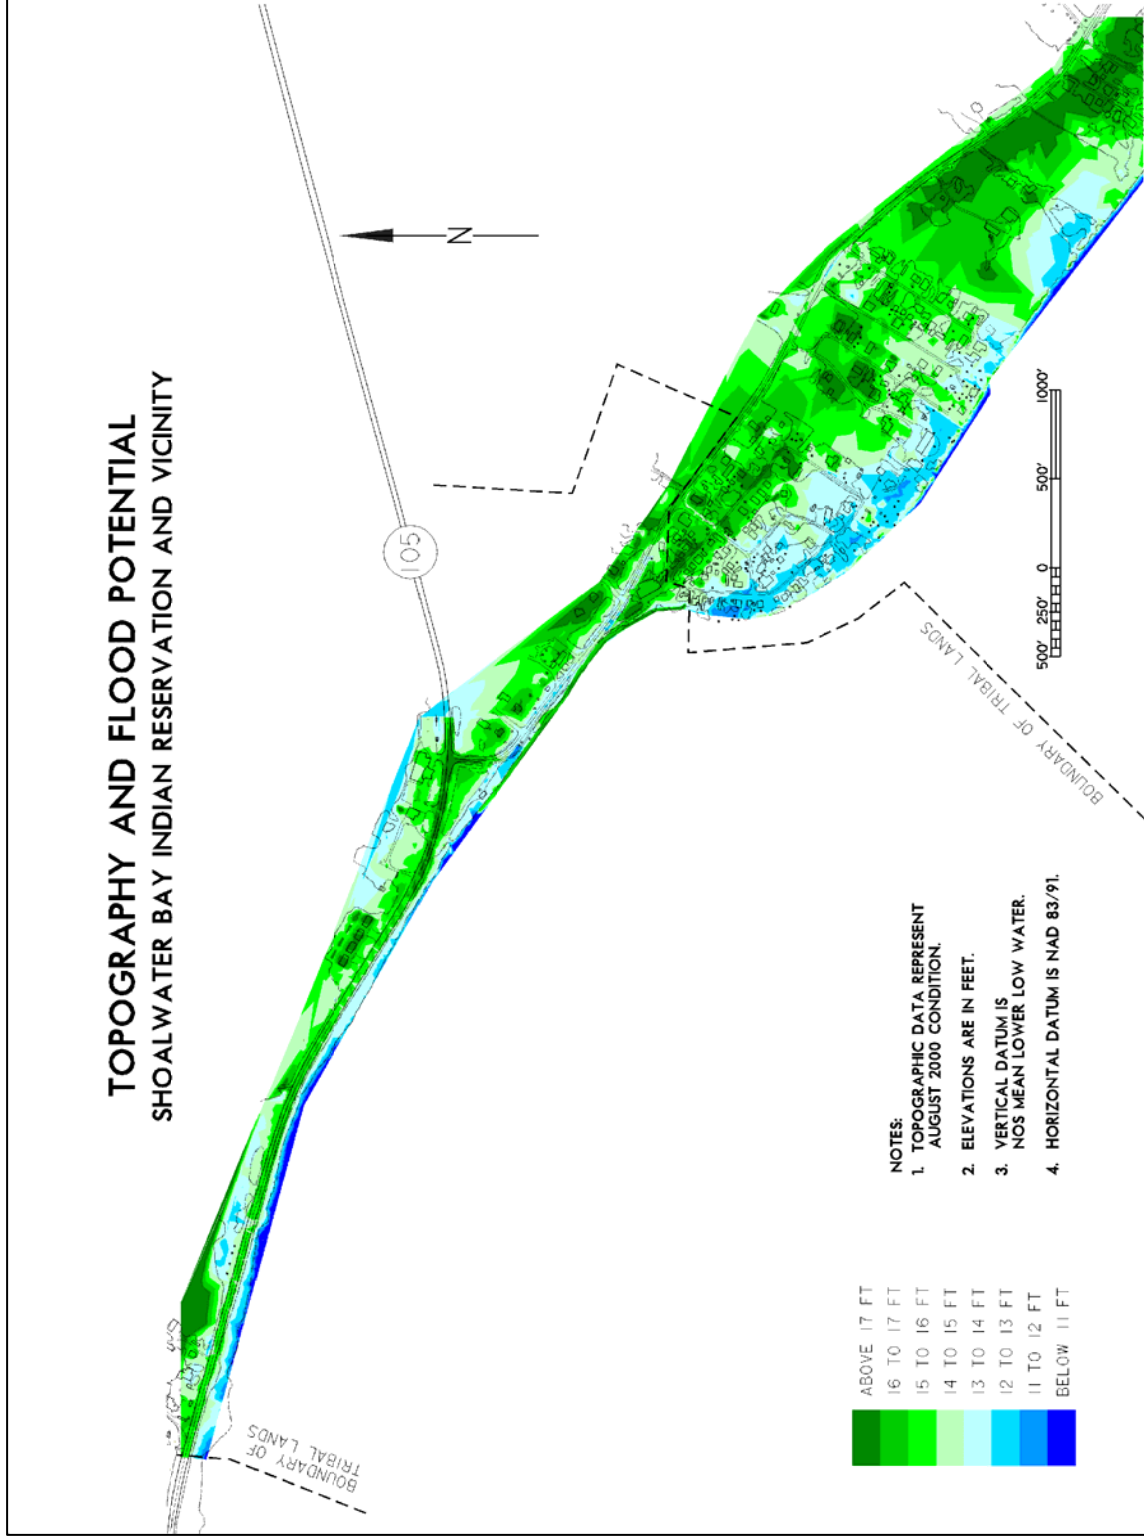 TOPOGRAPHY AND FLOOD POTENTIAL
SHOALWATER BAY INDIAN RESERVATION AND VICINITY
105
N
BOUNDARY OF
TRIBAL LANDS
BOUNDARY OF TRIBAL LANDS
500' 250' 0 500' 1000'
NOTES:
1. TOPOGRAPHIC DATA REPRESENT
AUGUST 2000 CONDITION.
2. ELEVATIONS ARE IN FEET.
3. VERTICAL DATUM IS
NOS MEAN LOWER LOW WATER.
4. HORIZONTAL DATUM IS NAD 83/91.
ABOVE 17 FT
16 TO 17 FT
15 TO 16 FT
14 TO 15 FT
13 TO 14 FT
12 TO 13 FT
11 TO 12 FT
BELOW 11 FT